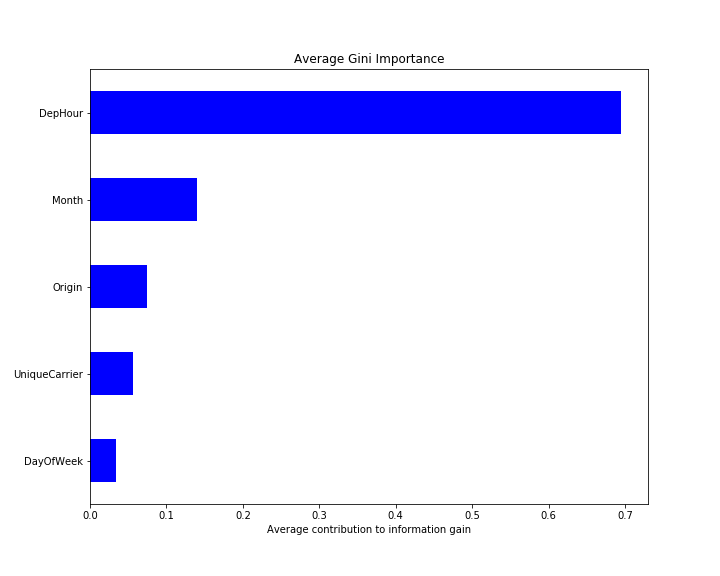 Average Gini Importance
DepHour
Month
Origin
UniqueCarrier
DayOfWeek
0.0 0.1 0.2 0.3 0.4 0.5 0.6 0.7
Average contribution to information gain